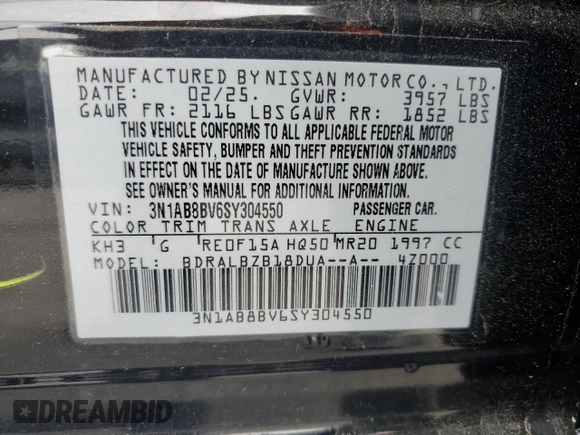 MANUFACTURED BY NISSAN MOTOR CO., LTD.
DATE: 02/25. GVWR: 3957 LBS
GAWR FR: 2116 LBS GAWR RR: 1852 LBS
THIS VEHICLE CONFORMS TO ALL APPLICABLE FEDERAL MOTOR
VEHICLE SAFETY, BUMPER AND THEFT PREVENTION STANDARDS
IN EFFECT ON THE DATE OF MANUFACTURE SHOWN ABOVE.
SEE OWNER'S MANUAL FOR ADDITIONAL INFORMATION.
VIN: 3N1AB8BV6SY304550 PASSENGER CAR.
COLOR TRIM TRANS AXLE ENGINE
KH3 G RE0F15A HQ50 MR20 1997 CC
MODEL: BDRALBZB18DUA--A-- 4Z000
3N1AB8BV6SY304550
DREAMBID